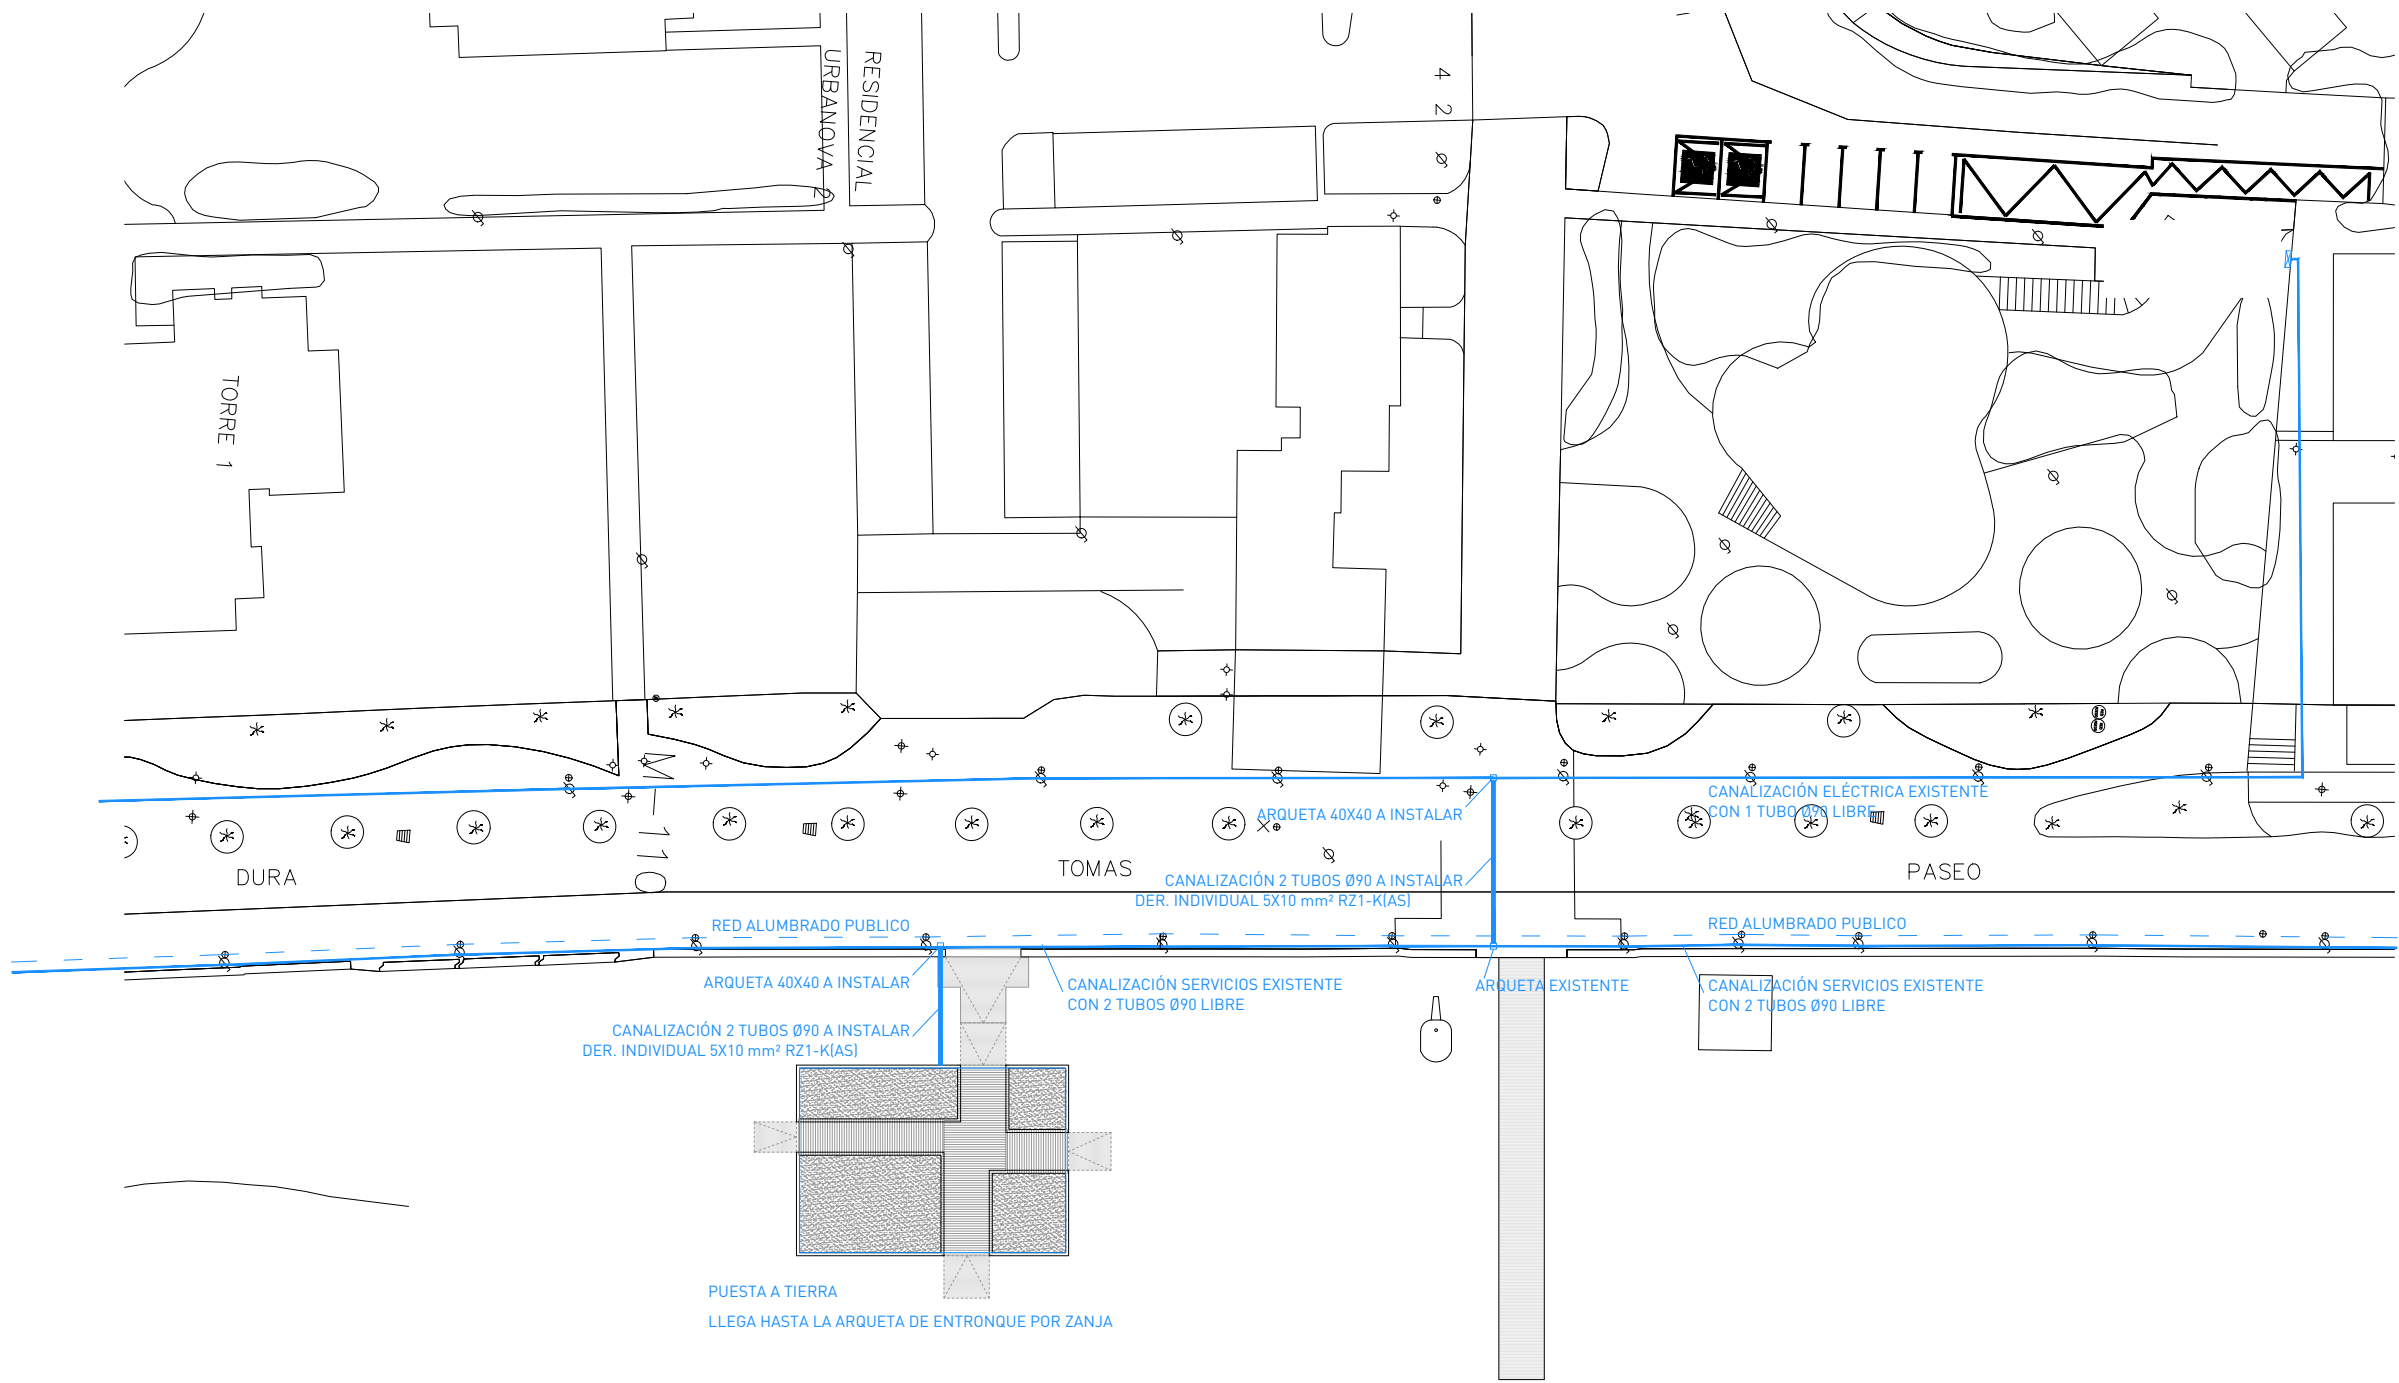 RESIDENCIAL
URBANOVA 2
4 2 0
TORRE 1
M-110
CANALIZACIÓN ELÉCTRICA EXISTENTE
CON 1 TUBO Ø90 LIBRE
ARQUETA 40X40 A INSTALAR
DURA
TOMAS
PASEO
CANALIZACIÓN 2 TUBOS Ø90 A INSTALAR
DER. INDIVIDUAL 5X10 mm² RZ1-K(AS)
RED ALUMBRADO PUBLICO
RED ALUMBRADO PUBLICO
ARQUETA 40X40 A INSTALAR
CANALIZACIÓN SERVICIOS EXISTENTE
CON 2 TUBOS Ø90 LIBRE
ARQUETA EXISTENTE
CANALIZACIÓN SERVICIOS EXISTENTE
CON 2 TUBOS Ø90 LIBRE
CANALIZACIÓN 2 TUBOS Ø90 A INSTALAR
DER. INDIVIDUAL 5X10 mm² RZ1-K(AS)
PUESTA A TIERRA
LLEGA HASTA LA ARQUETA DE ENTRONQUE POR ZANJA